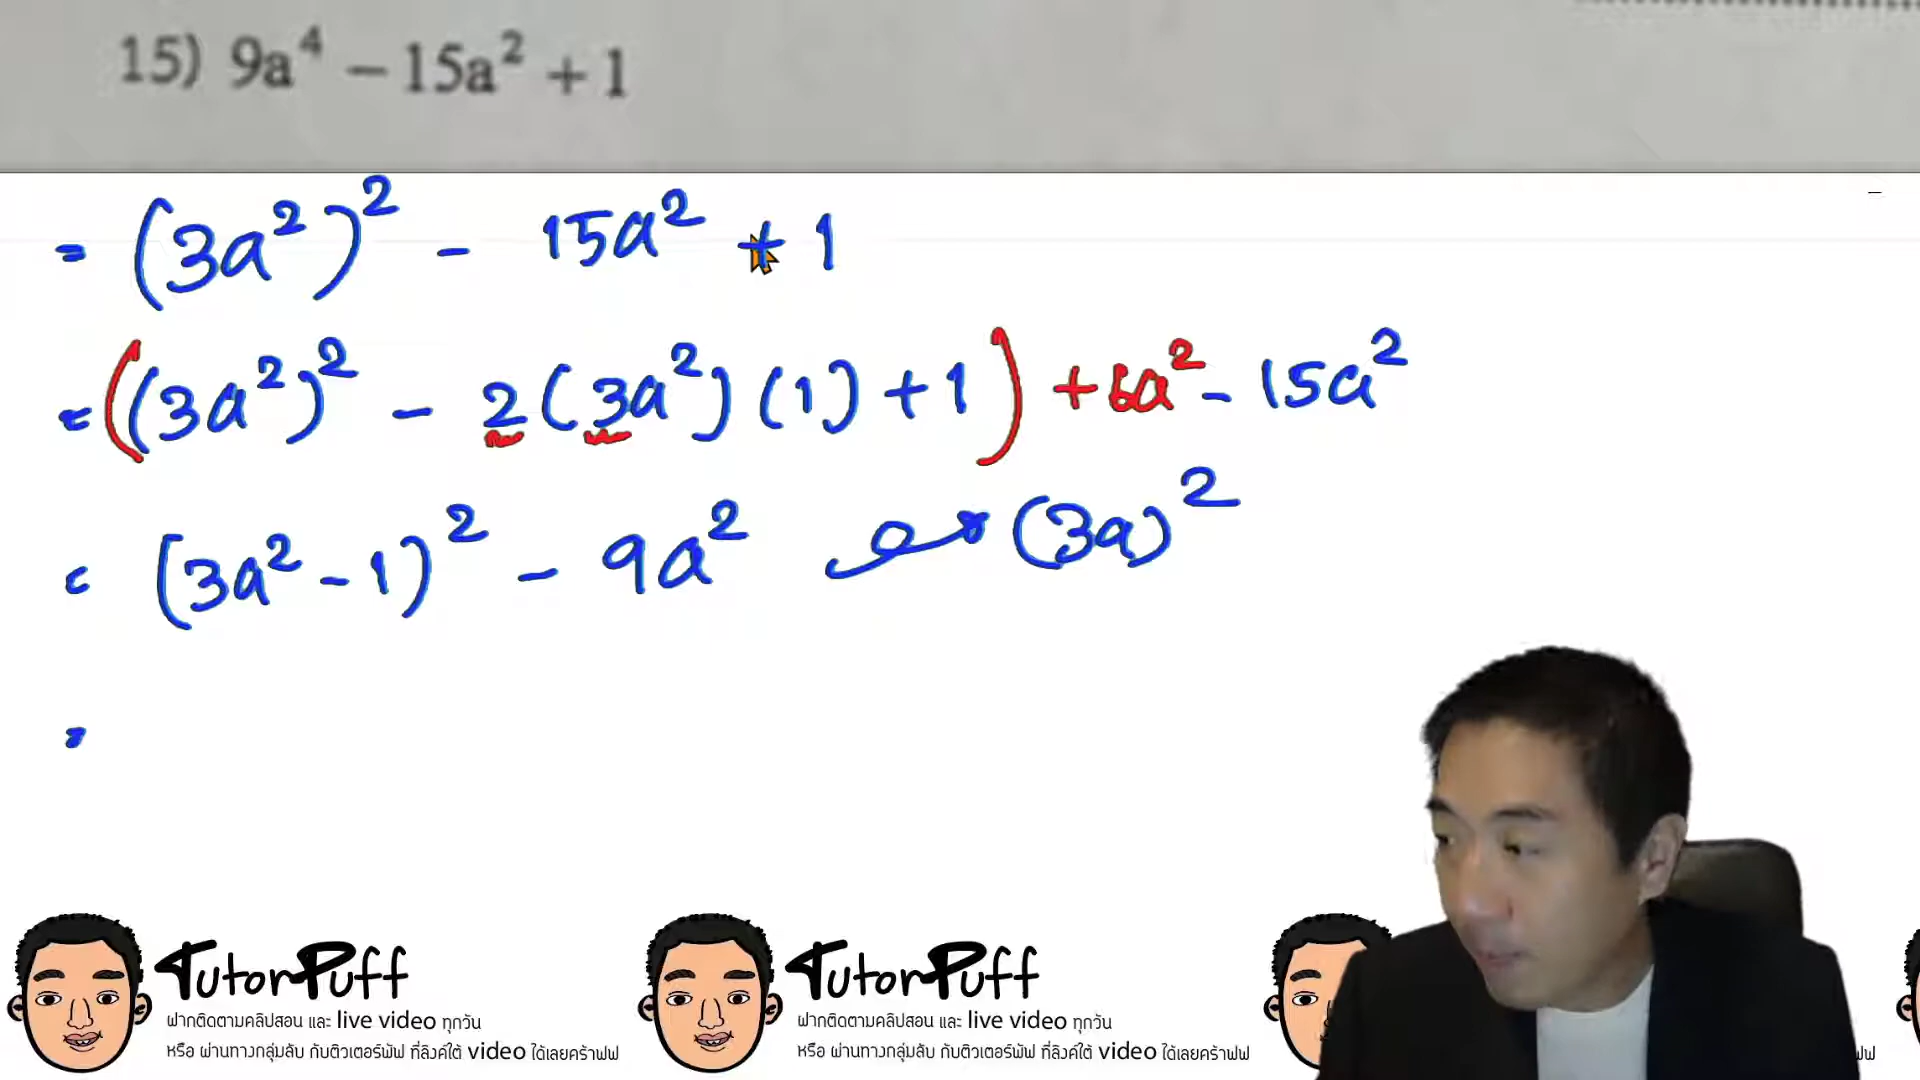 15) 9a⁴ − 15a² + 1
= (3a²)² − 15a² + 1
= ((3a²)² − 2(3a²)(1) + 1) + 6a² − 15a²
= (3a² − 1)² − 9a² (3a)²
=
TutorPuff
ฝากติดตามคลิปสอน และ live video ทุกวัน
หรือ ผ่านทางกลุ่มลับ กับติวเตอร์พัฟ ที่ลิงค์ใต้ video ได้เลยคร้าฟฟ
TutorPuff
ฝากติดตามคลิปสอน และ live video ทุกวัน
หรือ ผ่านทางกลุ่มลับ กับติวเตอร์พัฟ ที่ลิงค์ใต้ video ได้เลยคร้าฟฟ